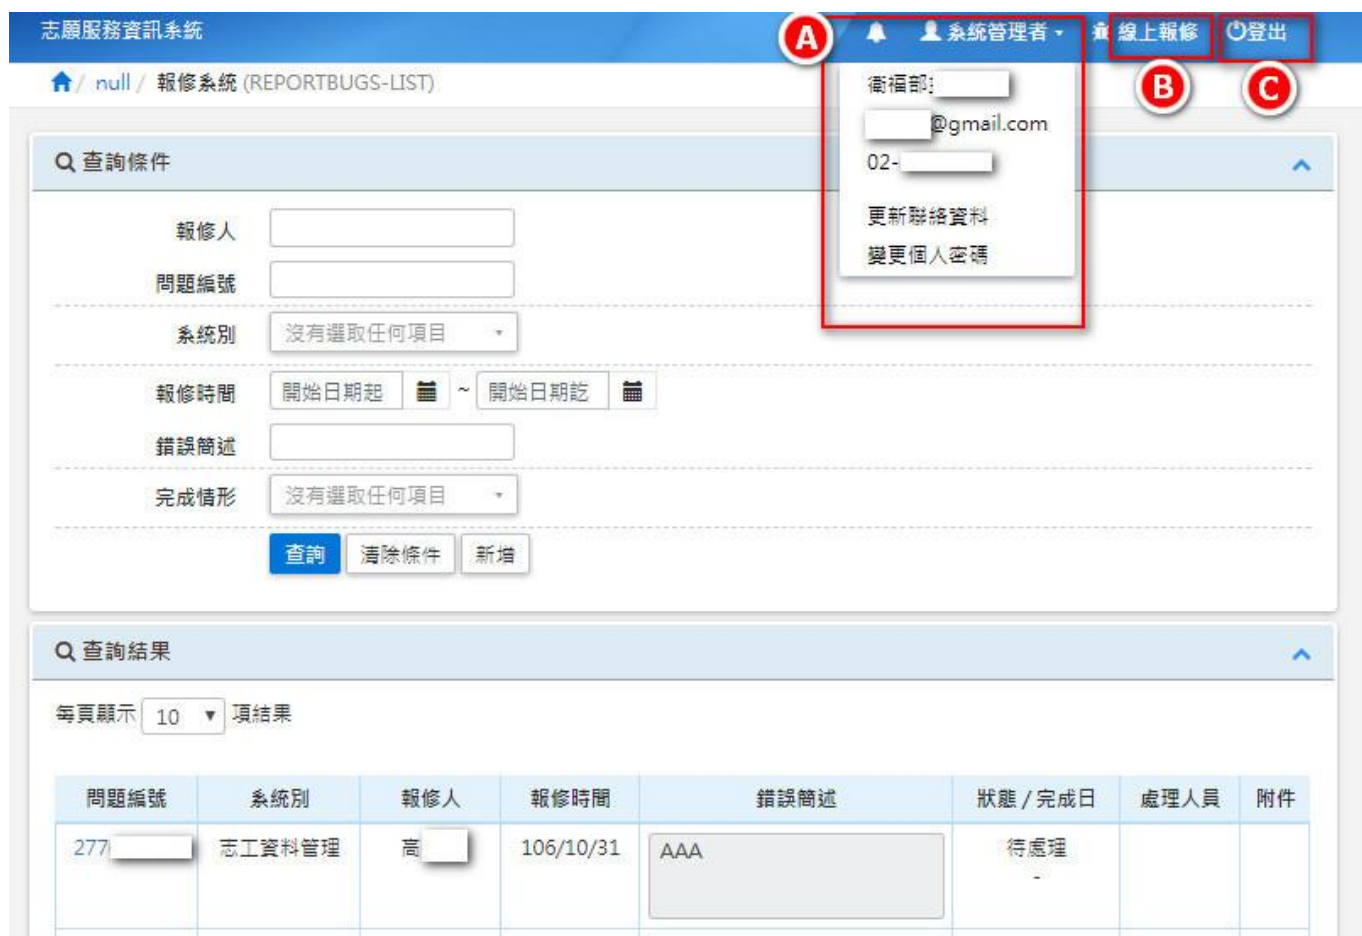 志願服務資訊系統
A
系統管理者
線上報修
登出
/ null / 報修系統 (REPORTBUGS-LIST)
衛福部
B
C
@gmail.com
02-
更新聯絡資料
變更個人密碼
查詢條件
報修人
問題編號
系統別 沒有選取任何項目
報修時間 開始日期起 ~ 開始日期訖
錯誤簡述
完成情形 沒有選取任何項目
查詢 清除條件 新增
查詢結果
每頁顯示 10 項結果
問題編號 系統別 報修人 報修時間 錯誤簡述 狀態 / 完成日 處理人員 附件
277 志工資料管理 高 106/10/31 AAA 待處理
-